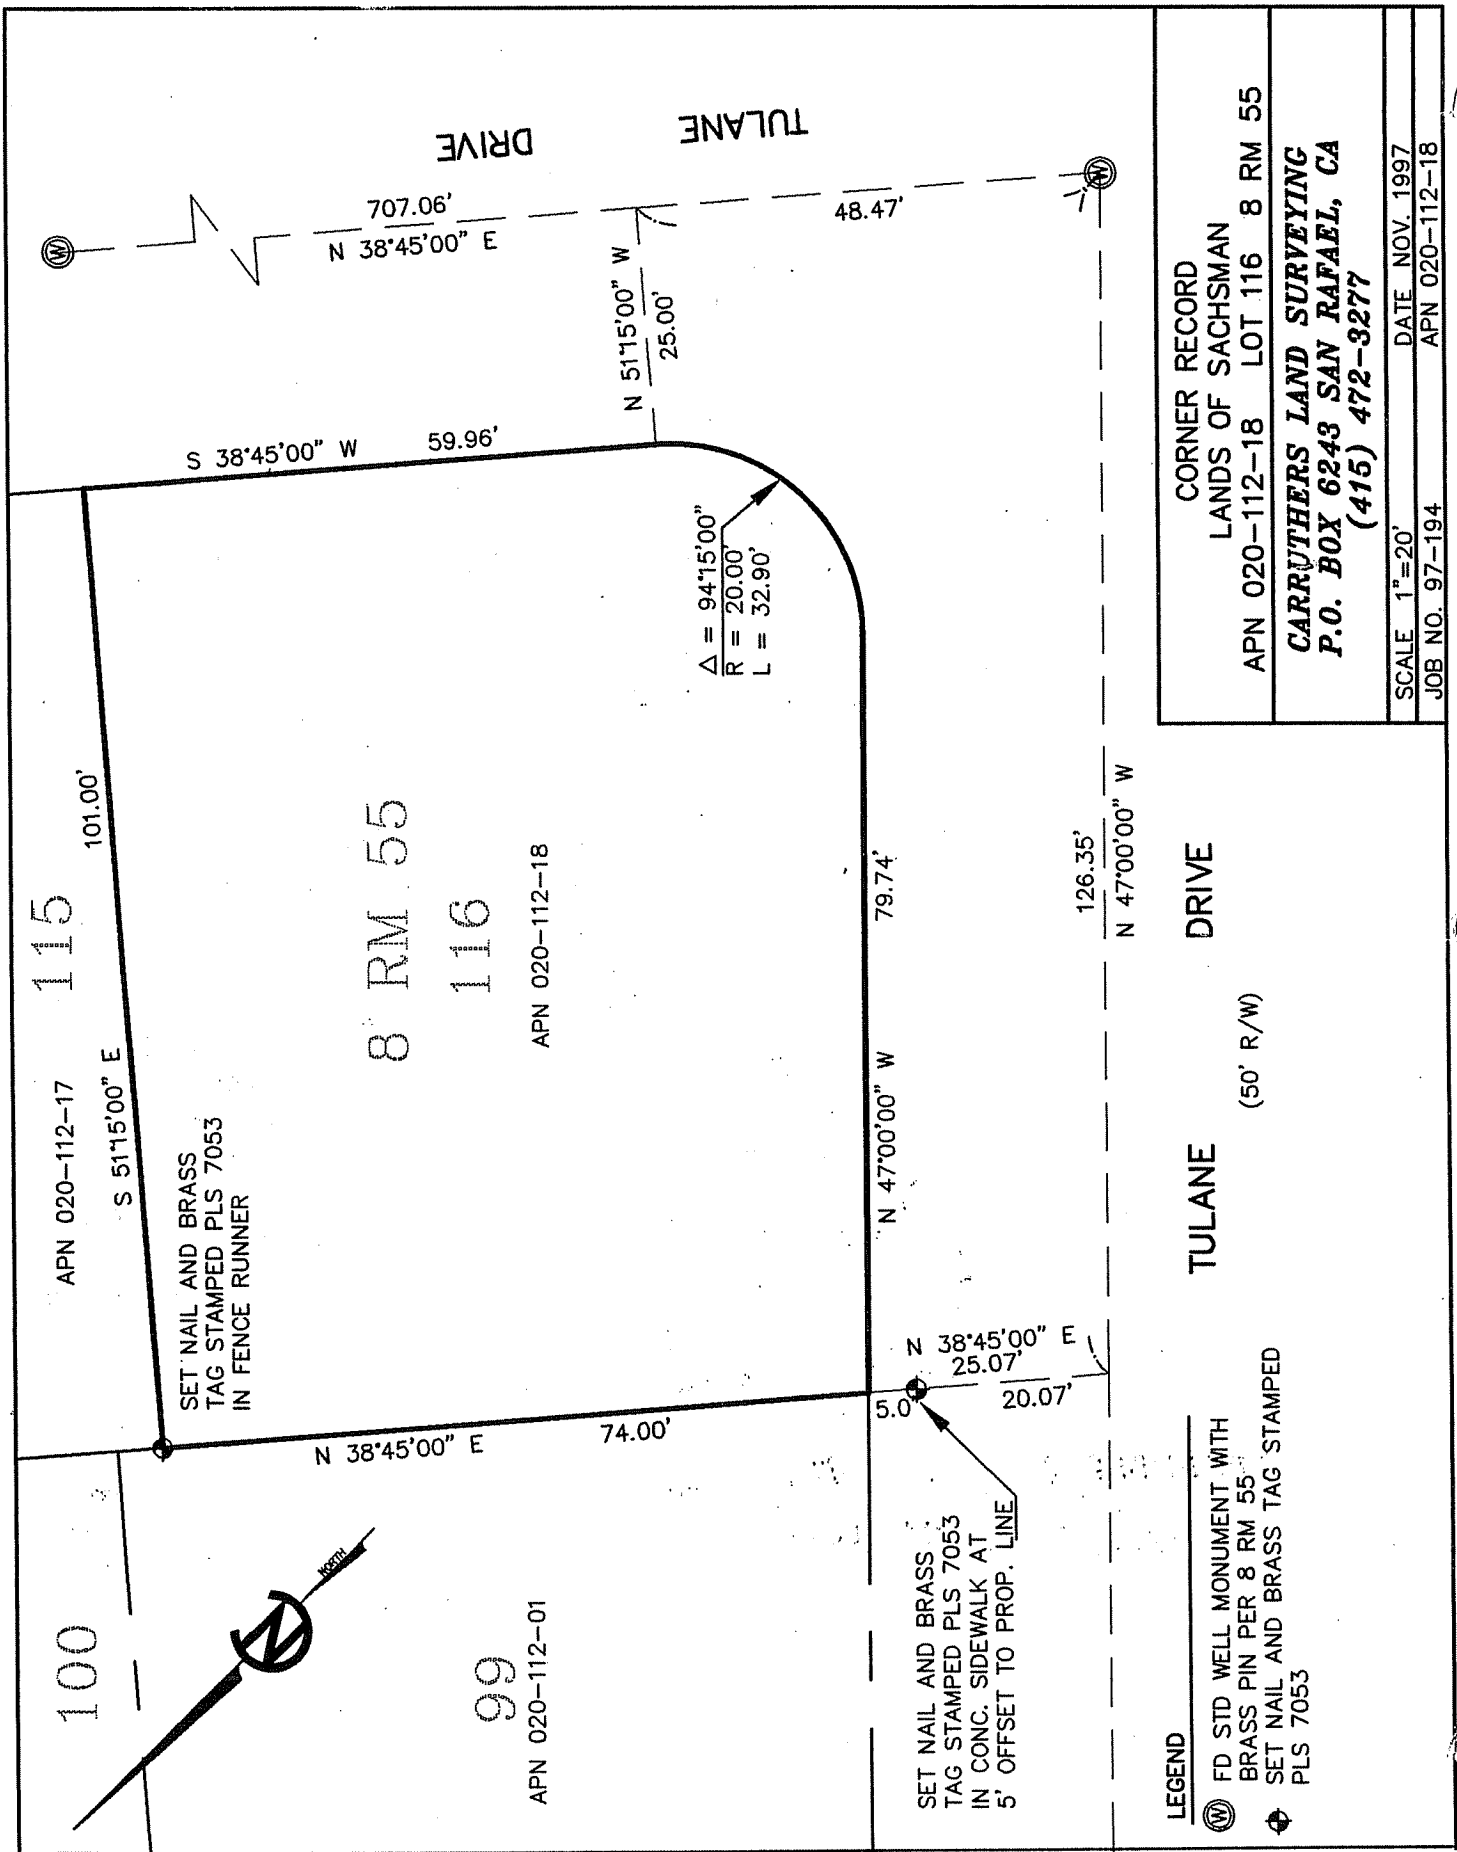 100
115
APN 020-112-17
S 51°15'00" E
101.00'
SET NAIL AND BRASS
TAG STAMPED PLS 7053
IN FENCE RUNNER
NORTH
N
N 38°45'00" E
74.00'
99
APN 020-112-01
8 RM 55
116
APN 020-112-18
S 38°45'00" W
59.96'
W
707.06'
N 38°45'00" E
TULANE
DRIVE
N 51°15'00" W
25.00'
48.47'
W
Δ = 94°15'00"
R = 20.00'
L = 32.90'
N 47°00'00" W
79.74'
N 38°45'00" E
25.07'
5.0'
20.07'
SET NAIL AND BRASS
TAG STAMPED PLS 7053
IN CONC. SIDEWALK AT
5' OFFSET TO PROP. LINE
126.35'
N 47°00'00" W
TULANE
DRIVE
(50' R/W)
LEGEND
W FD STD WELL MONUMENT WITH
BRASS PIN PER 8 RM 55
SET NAIL AND BRASS TAG STAMPED
PLS 7053
CORNER RECORD
LANDS OF SACHSMAN
APN 020-112-18 LOT 116 8 RM 55
CARRUTHERS LAND SURVEYING
P.O. BOX 6243 SAN RAFAEL, CA
(415) 472-3277
SCALE 1"=20' DATE NOV. 1997
JOB NO. 97-194 APN 020-112-18